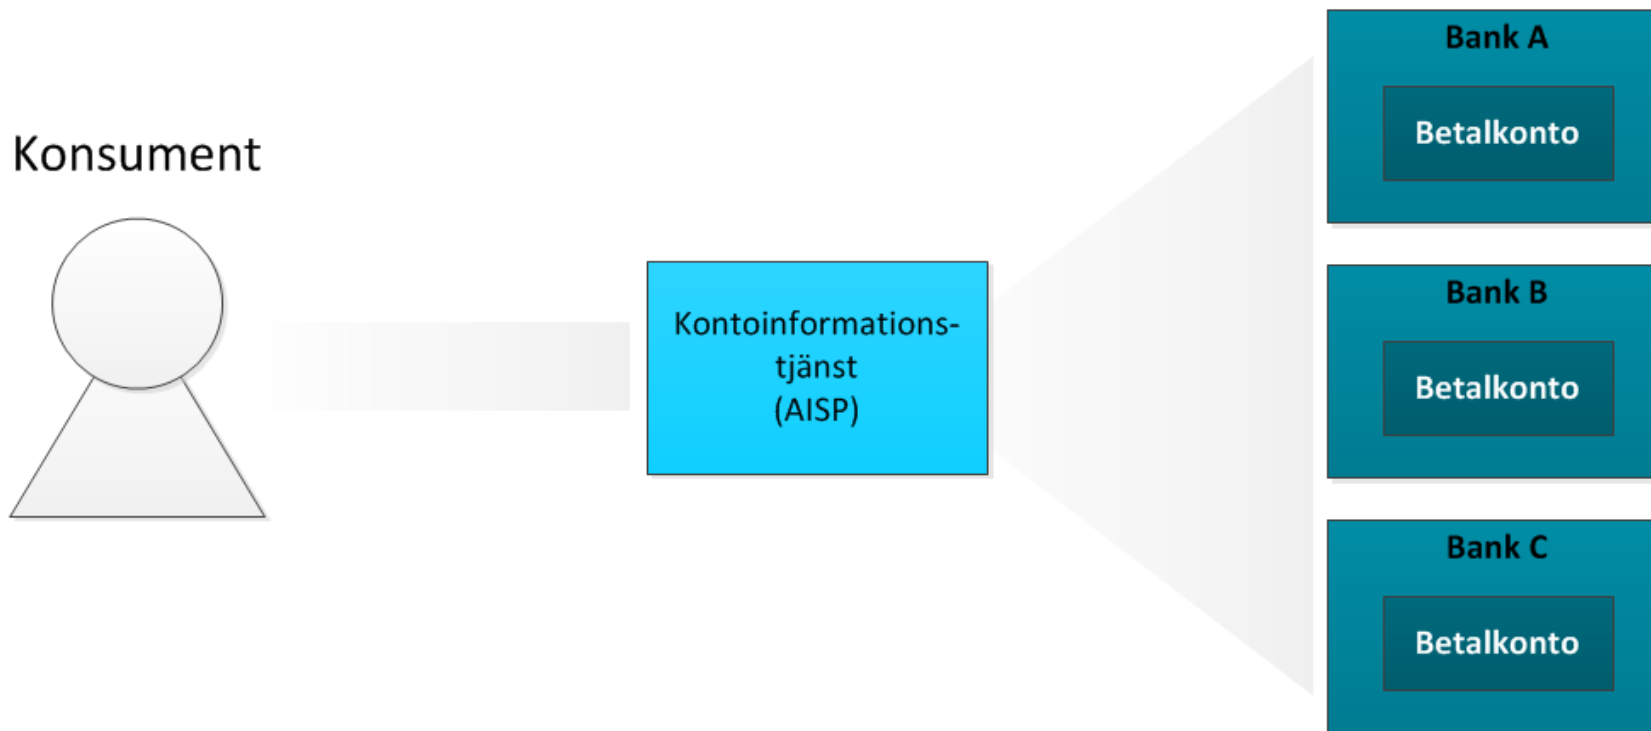 Konsument
Kontoinformations-
tjänst
(AISP)
Bank A
Betalkonto
Bank B
Betalkonto
Bank C
Betalkonto